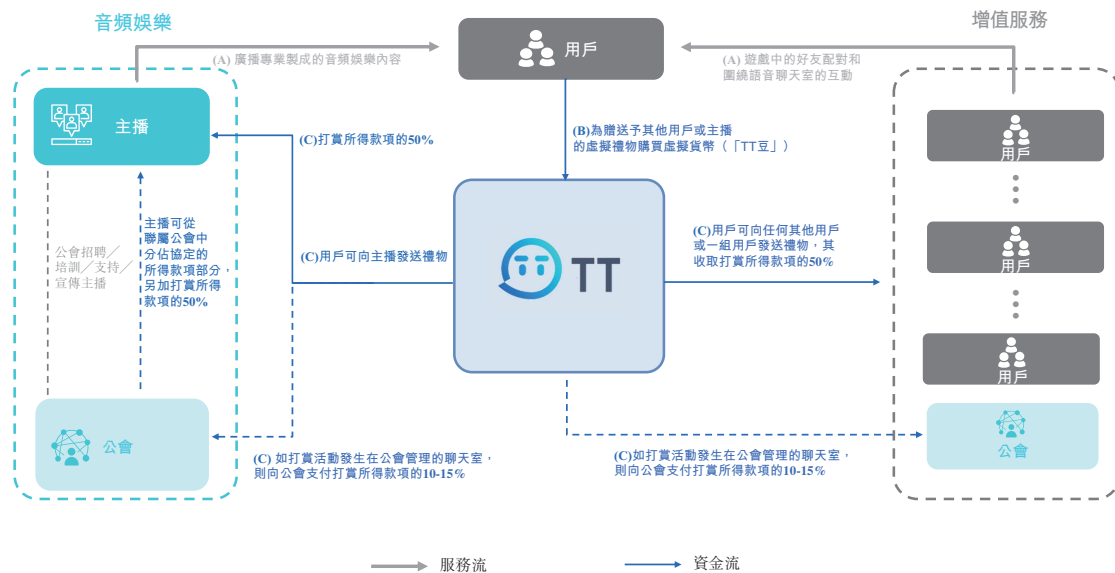 音頻娛樂
增值服務
用戶
(A) 廣播專業製成的音頻娛樂內容
(A) 遊戲中的好友配對和
圍繞語音聊天室的互動
主播
(C)打賞所得款項的50%
(B)為贈送予其他用戶或主播
的虛擬禮物購買虛擬貨幣（「TT豆」）
用戶
公會招聘／
培訓／支持／
宣傳主播
主播可從
聯屬公會中
分佔協定的
所得款項部分，
另加打賞所得
款項的50%
(C)用戶可向主播發送禮物
TT
(C)用戶可向任何其他用戶
或一組用戶發送禮物，其
收取打賞所得款項的50%
用戶
用戶
公會
公會
(C) 如打賞活動發生在公會管理的聊天室，
則向公會支付打賞所得款項的10-15%
(C)如打賞活動發生在公會管理的聊天室，
則向公會支付打賞所得款項的10-15%
服務流
資金流